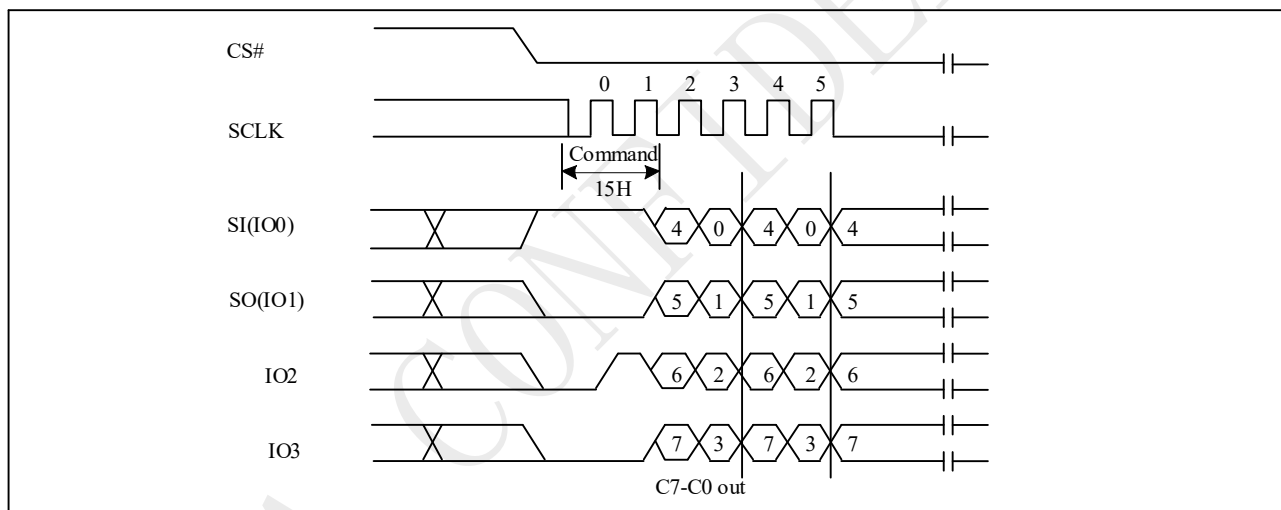 CS#
0 1 2 3 4 5
SCLK
Command
15H
SI(IO0) 4 0 4 0 4
SO(IO1) 5 1 5 1 5
IO2 6 2 6 2 6
IO3 7 3 7 3 7
C7-C0 out